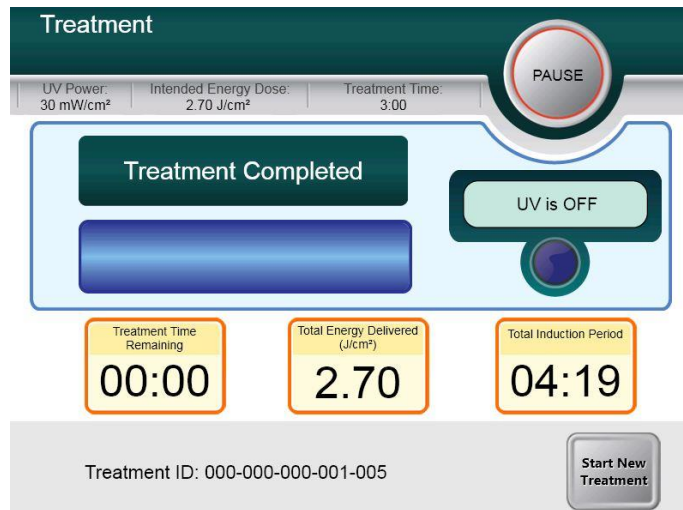 Treatment
PAUSE
UV Power:
30 mW/cm²
Intended Energy Dose:
2.70 J/cm²
Treatment Time:
3:00
Treatment Completed
UV is OFF
Treatment Time
Remaining
00:00
Total Energy Delivered
(J/cm²)
2.70
Total Induction Period
04:19
Treatment ID: 000-000-000-001-005
Start New
Treatment